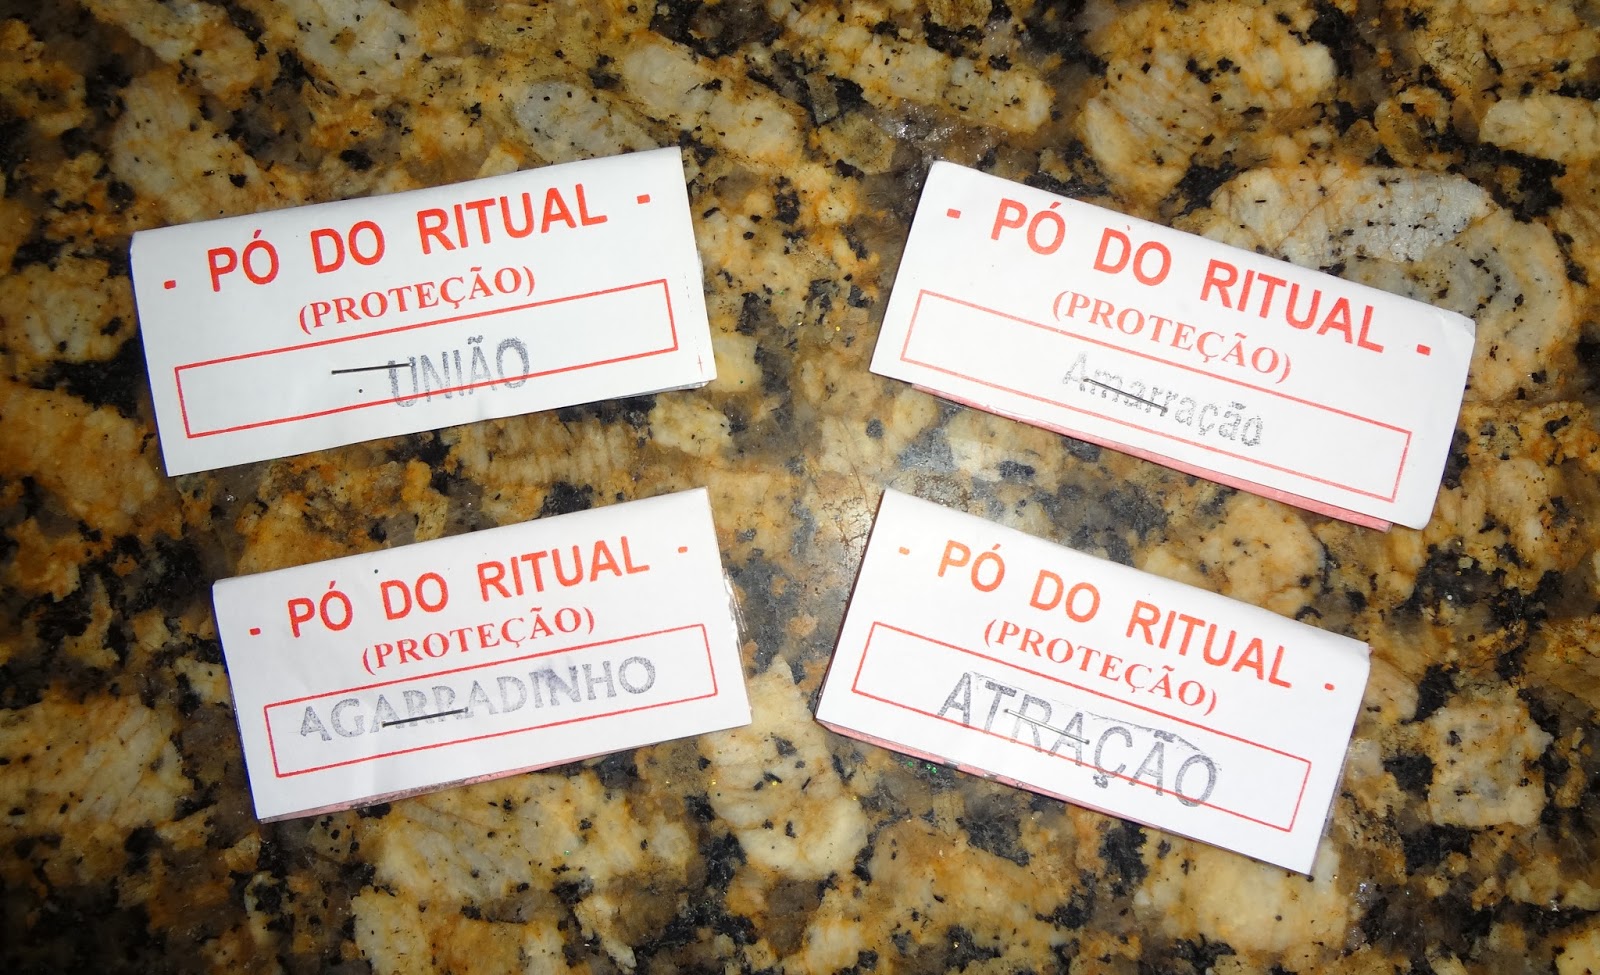 - PÓ DO RITUAL -
(PROTEÇÃO)
UNIÃO
- PÓ DO RITUAL -
(PROTEÇÃO)
Amarração
- PÓ DO RITUAL -
(PROTEÇÃO)
AGARRADINHO
- PÓ DO RITUAL -
(PROTEÇÃO)
ATRAÇÃO